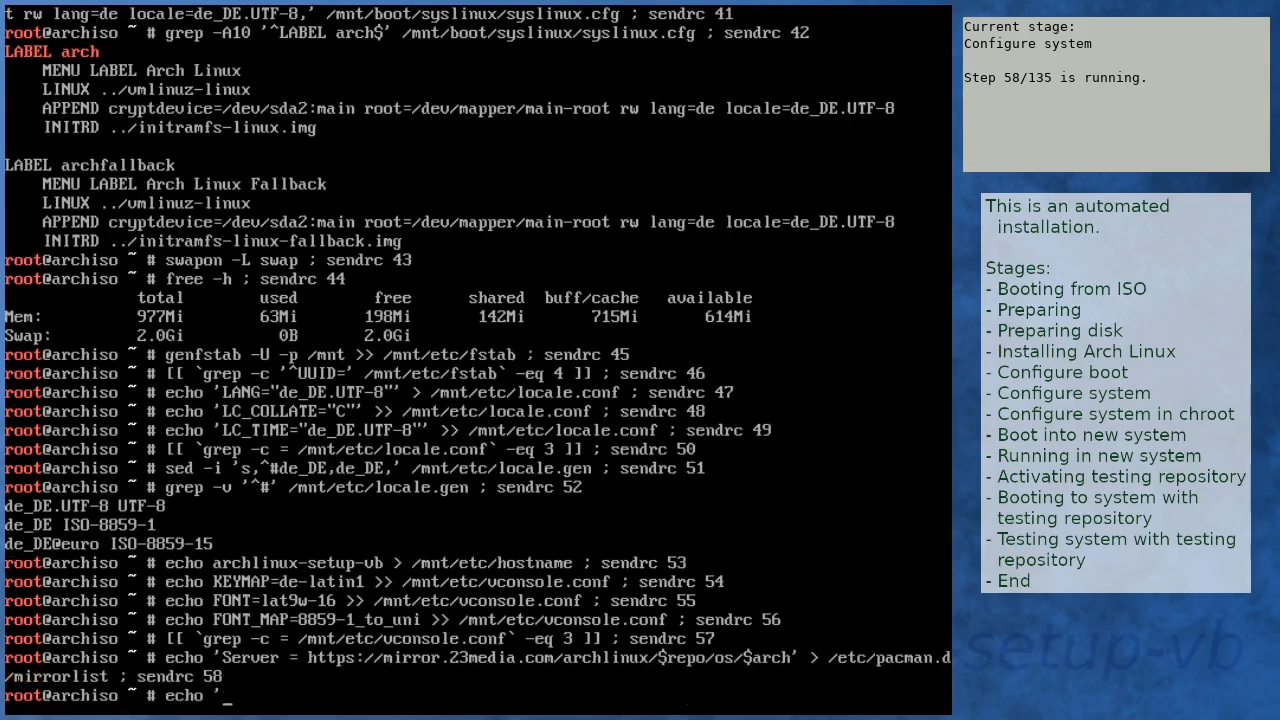 t rw lang=de locale=de_DE.UTF-8,' /mnt/boot/syslinux/syslinux.cfg ; sendrc 41
root@archiso ~ # grep -A10 '^LABEL arch$' /mnt/boot/syslinux/syslinux.cfg ; sendrc 42
LABEL arch
    MENU LABEL Arch Linux
    LINUX ../vmlinuz-linux
    APPEND cryptdevice=/dev/sda2:main root=/dev/mapper/main-root rw lang=de locale=de_DE.UTF-8
    INITRD ../initramfs-linux.img

LABEL archfallback
    MENU LABEL Arch Linux Fallback
    LINUX ../vmlinuz-linux
    APPEND cryptdevice=/dev/sda2:main root=/dev/mapper/main-root rw lang=de locale=de_DE.UTF-8
    INITRD ../initramfs-linux-fallback.img
root@archiso ~ # swapon -L swap ; sendrc 43
root@archiso ~ # free -h ; sendrc 44
              total        used        free      shared  buff/cache   available
Mem:          977Mi        63Mi       198Mi       142Mi       715Mi       614Mi
Swap:         2.0Gi          0B       2.0Gi
root@archiso ~ # genfstab -U -p /mnt >> /mnt/etc/fstab ; sendrc 45
root@archiso ~ # [[ `grep -c '^UUID=' /mnt/etc/fstab` -eq 4 ]] ; sendrc 46
root@archiso ~ # echo 'LANG="de_DE.UTF-8"' > /mnt/etc/locale.conf ; sendrc 47
root@archiso ~ # echo 'LC_COLLATE="C"' >> /mnt/etc/locale.conf ; sendrc 48
root@archiso ~ # echo 'LC_TIME="de_DE.UTF-8"' >> /mnt/etc/locale.conf ; sendrc 49
root@archiso ~ # [[ `grep -c = /mnt/etc/locale.conf` -eq 3 ]] ; sendrc 50
root@archiso ~ # sed -i 's,^#de_DE,de_DE,' /mnt/etc/locale.gen ; sendrc 51
root@archiso ~ # grep -v '^#' /mnt/etc/locale.gen ; sendrc 52
de_DE.UTF-8 UTF-8
de_DE ISO-8859-1
de_DE@euro ISO-8859-15
root@archiso ~ # echo archlinux-setup-vb > /mnt/etc/hostname ; sendrc 53
root@archiso ~ # echo KEYMAP=de-latin1 >> /mnt/etc/vconsole.conf ; sendrc 54
root@archiso ~ # echo FONT=lat9w-16 >> /mnt/etc/vconsole.conf ; sendrc 55
root@archiso ~ # echo FONT_MAP=8859-1_to_uni >> /mnt/etc/vconsole.conf ; sendrc 56
root@archiso ~ # [[ `grep -c = /mnt/etc/vconsole.conf` -eq 3 ]] ; sendrc 57
root@archiso ~ # echo 'Server = https://mirror.23media.com/archlinux/$repo/os/$arch' > /etc/pacman.d
/mirrorlist ; sendrc 58
root@archiso ~ # echo '_
Current stage:
Configure system

Step 58/135 is running.
This is an automated
installation.

Stages:
- Booting from ISO
- Preparing
- Preparing disk
- Installing Arch Linux
- Configure boot
- Configure system
- Configure system in chroot
- Boot into new system
- Running in new system
- Activating testing repository
- Booting to system with
testing repository
- Testing system with testing
repository
- End
setup-vb